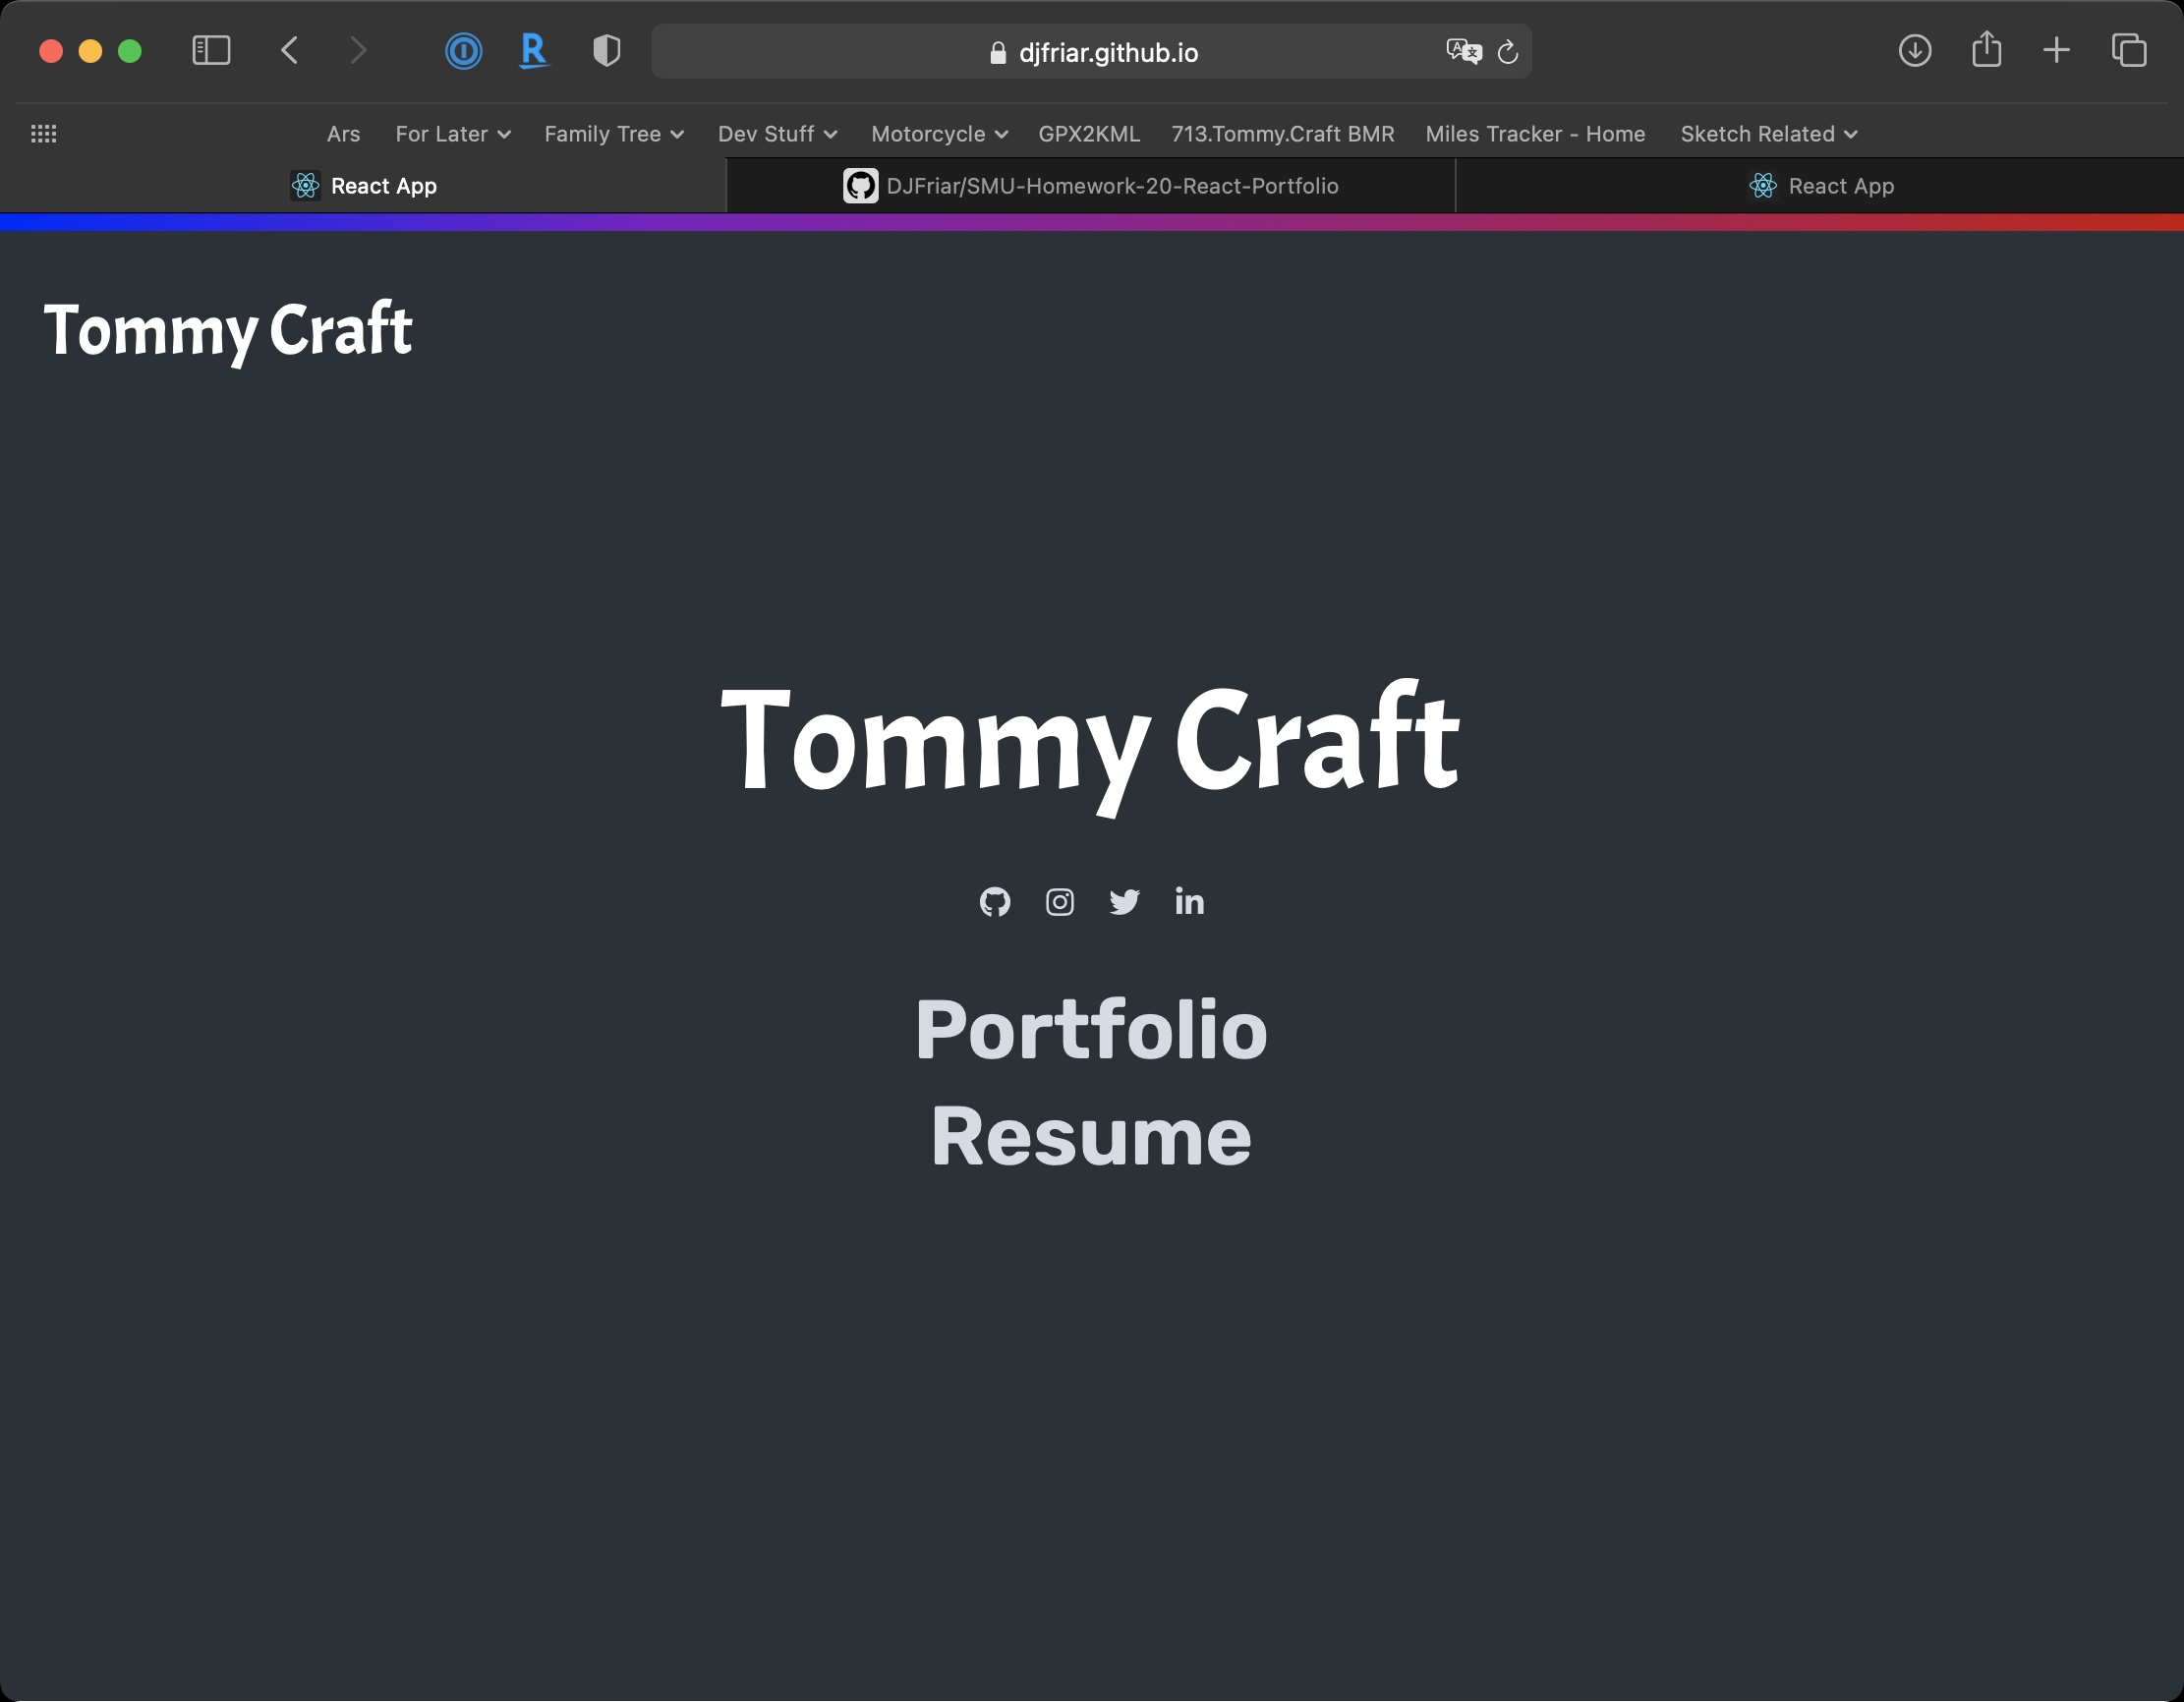 djfriar.github.io
Ars For Later Family Tree Dev Stuff Motorcycle GPX2KML 713.Tommy.Craft BMR Miles Tracker - Home Sketch Related
React App DJFriar/SMU-Homework-20-React-Portfolio React App
Tommy Craft
Tommy Craft
Portfolio
Resume